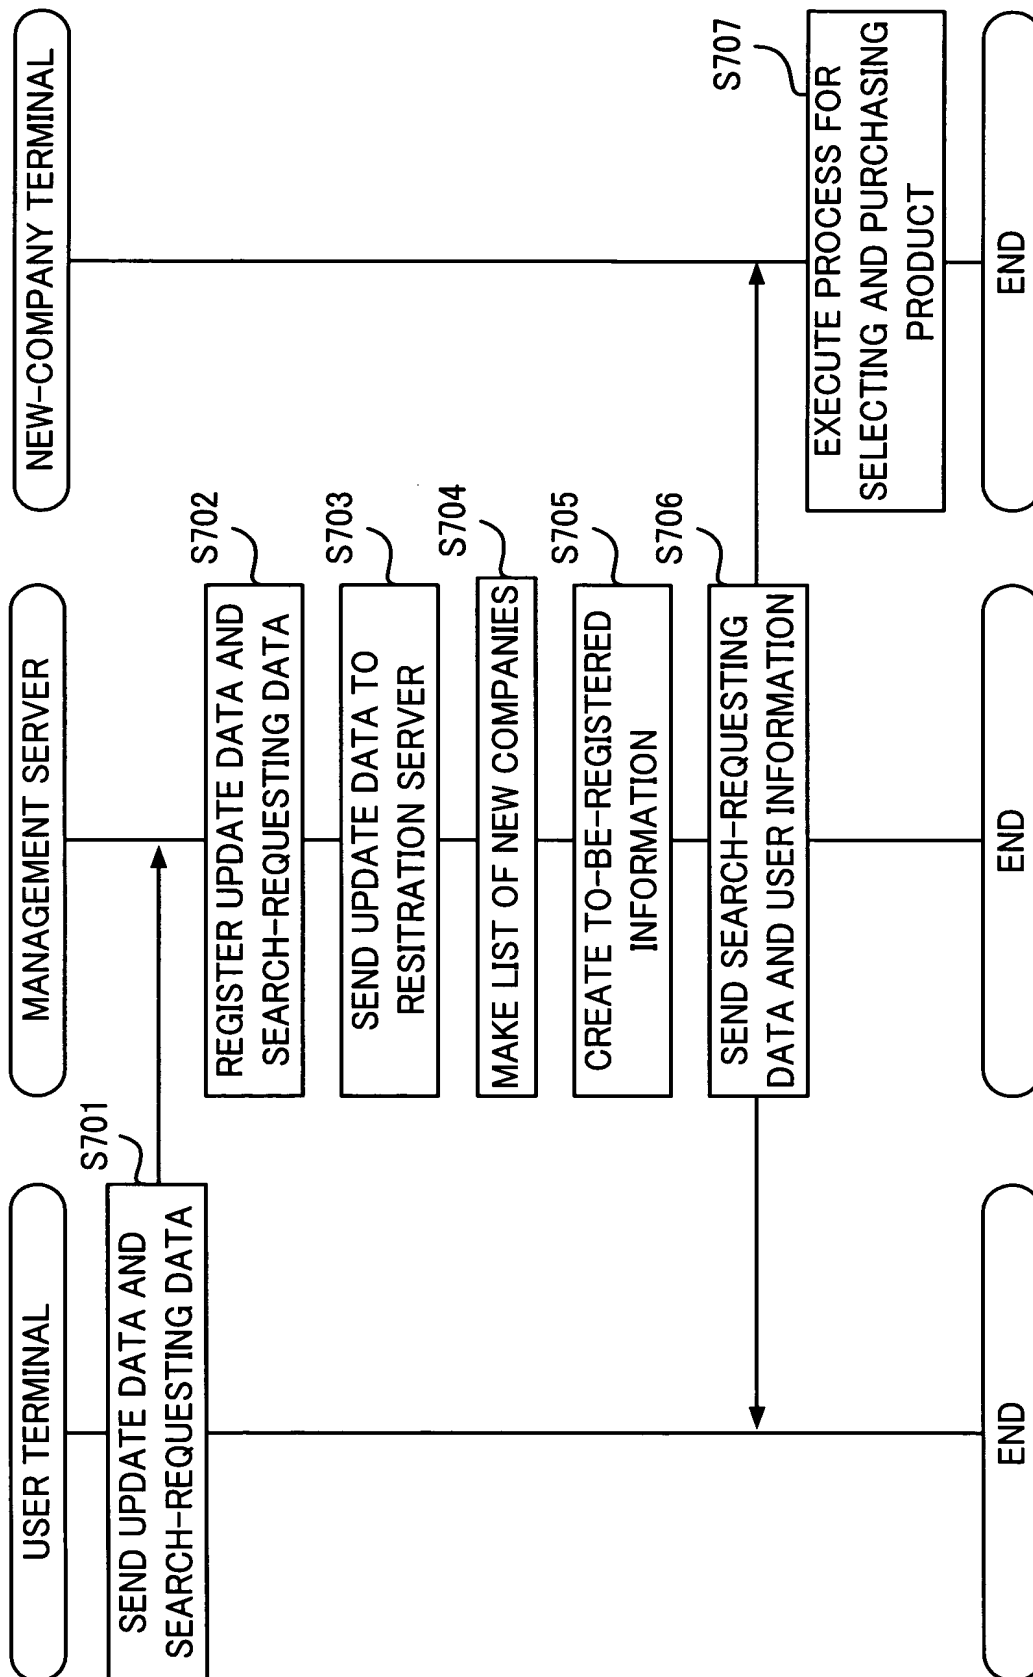 USER TERMINAL
MANAGEMENT SERVER
NEW-COMPANY TERMINAL
S701
SEND UPDATE DATA AND
SEARCH-REQUESTING DATA
S702
REGISTER UPDATE DATA AND
SEARCH-REQUESTING DATA
S703
SEND UPDATE DATA TO
RESITRATION SERVER
S704
MAKE LIST OF NEW COMPANIES
S705
CREATE TO-BE-REGISTERED
INFORMATION
S706
SEND SEARCH-REQUESTING
DATA AND USER INFORMATION
S707
EXECUTE PROCESS FOR
SELECTING AND PURCHASING
PRODUCT
END
END
END